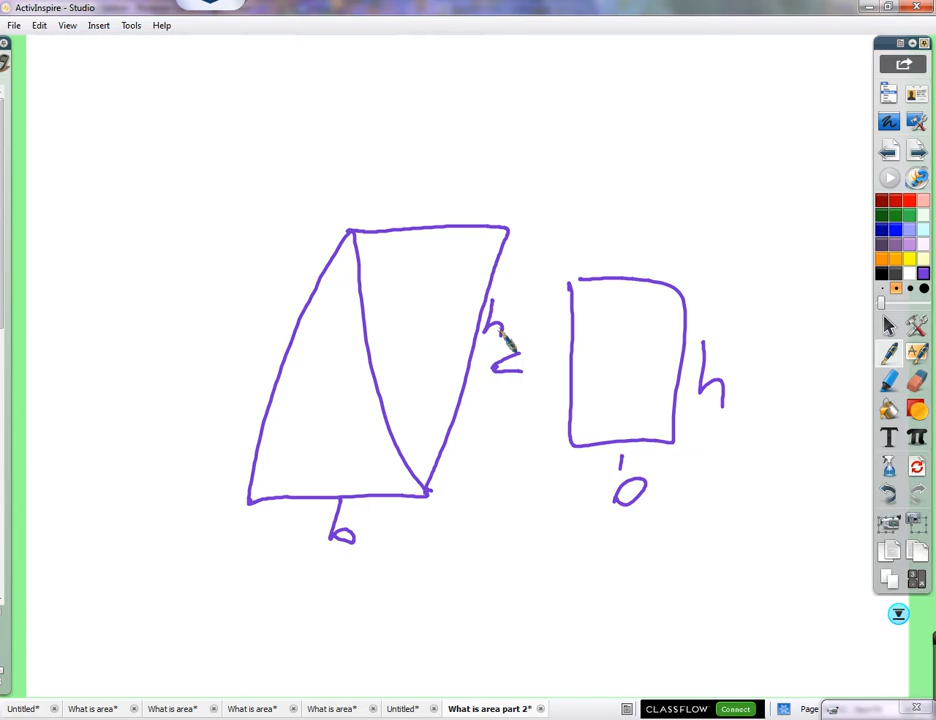 ActivInspire - Studio
File Edit View Insert Tools Help
h
h
b
b
Untitled* What is area* What is area* What is area* What is area* Untitled* What is area part 2* CLASSFLOW Connect Page